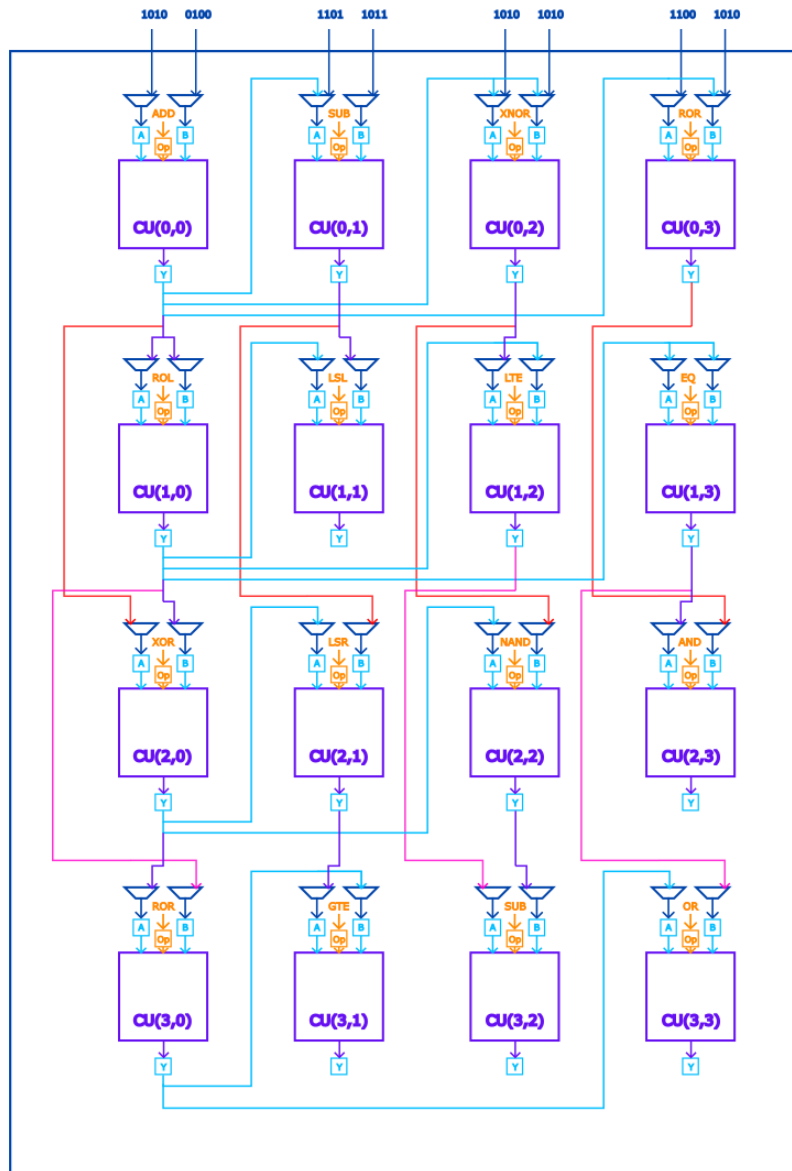 1010 0100 1101 1011 1010 1010 1100 1010
ADD SUB XNOR ROR
A Op B A Op B A Op B A Op B
CU(0,0) CU(0,1) CU(0,2) CU(0,3)
Y Y Y Y
ROL LSL LTE EQ
A Op B A Op B A Op B A Op B
CU(1,0) CU(1,1) CU(1,2) CU(1,3)
Y Y Y Y
XOR LSR NAND AND
A Op B A Op B A Op B A Op B
CU(2,0) CU(2,1) CU(2,2) CU(2,3)
Y Y Y Y
ROR GTE SUB OR
A Op B A Op B A Op B A Op B
CU(3,0) CU(3,1) CU(3,2) CU(3,3)
Y Y Y Y